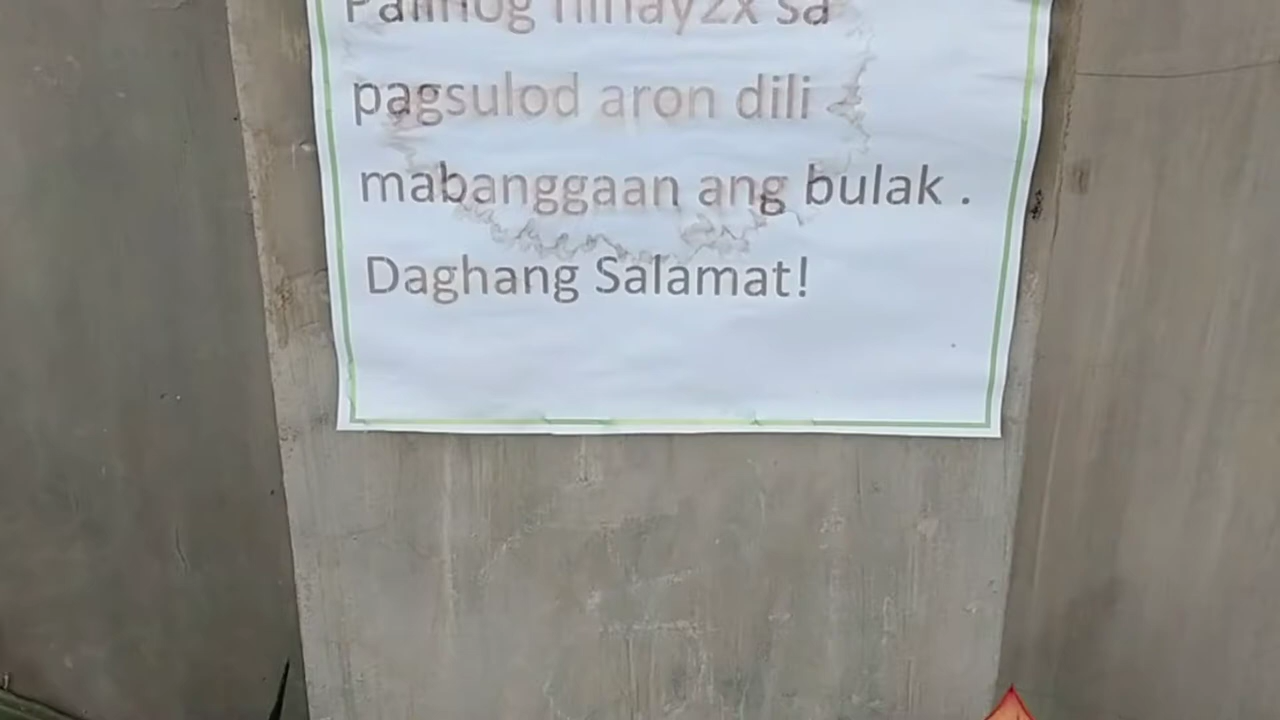 Palihog hinay2x sa
pagsulod aron dili
mabanggaan ang bulak .
Daghang Salamat!